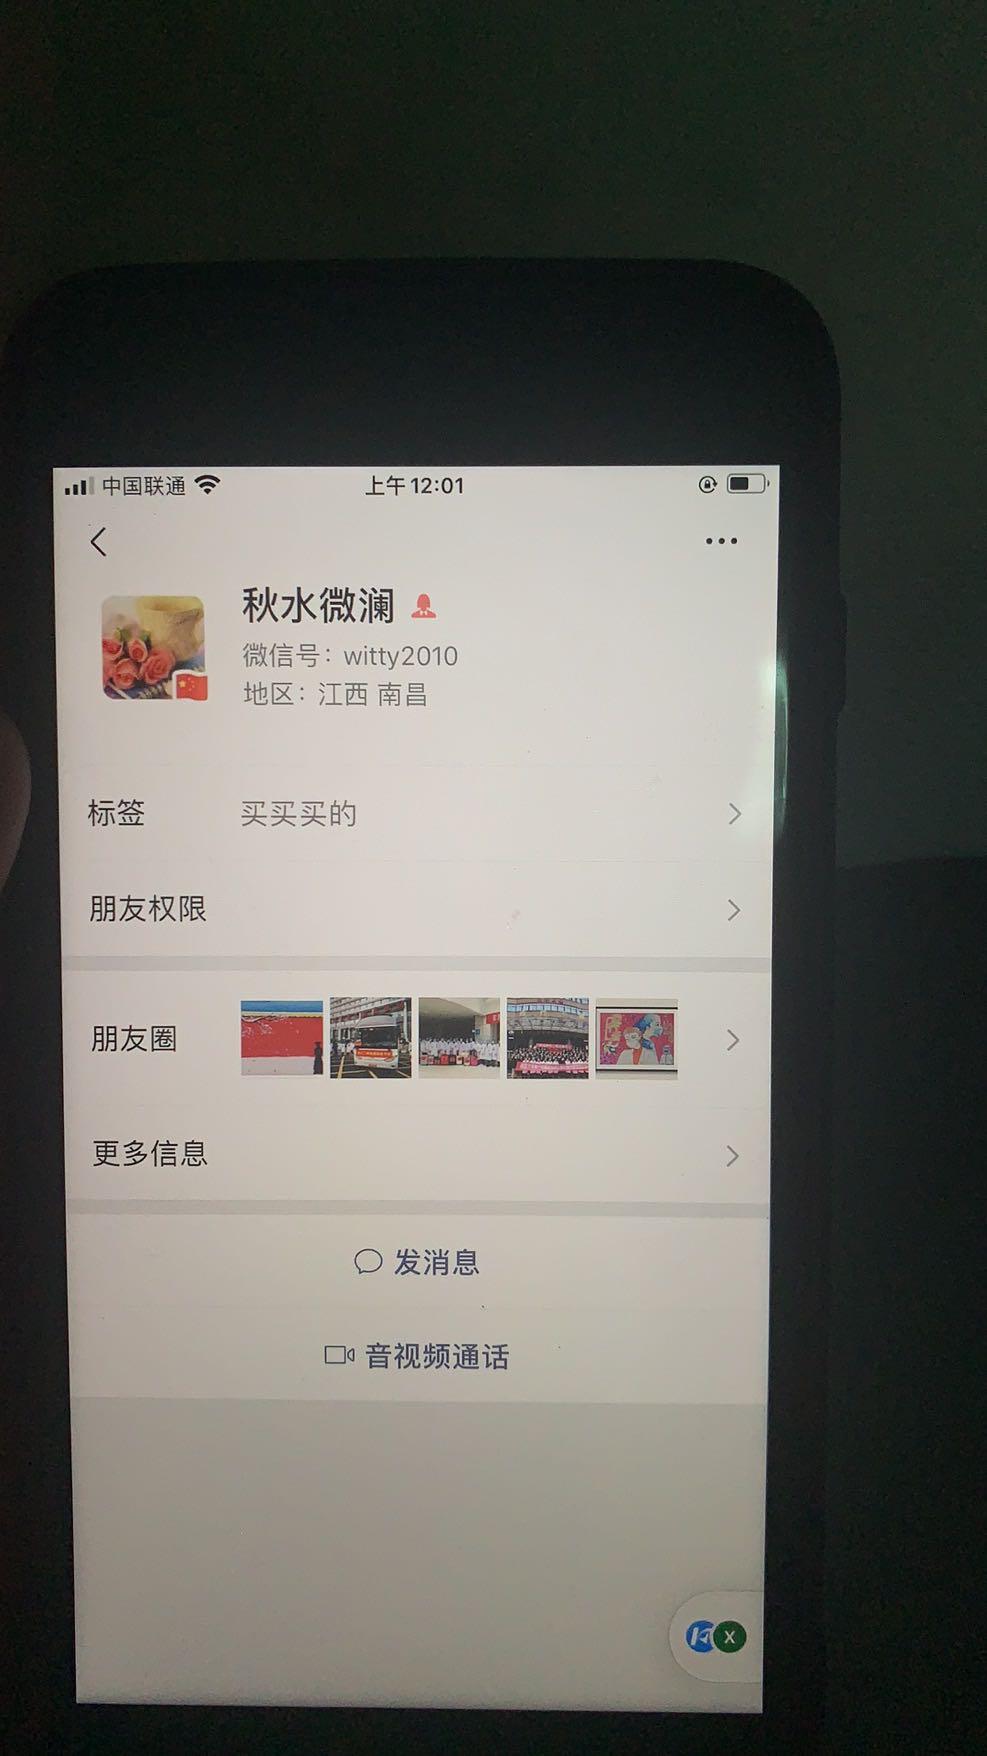 中国联通
上午12:01
秋水微澜
微信号：witty2010
地区：江西 南昌
标签
买买买的
朋友权限
朋友圈
更多信息
发消息
音视频通话
X